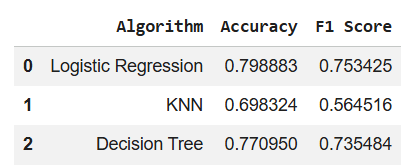 Algorithm Accuracy F1 Score
0 Logistic Regression 0.798883 0.753425
1 KNN 0.698324 0.564516
2 Decision Tree 0.770950 0.735484